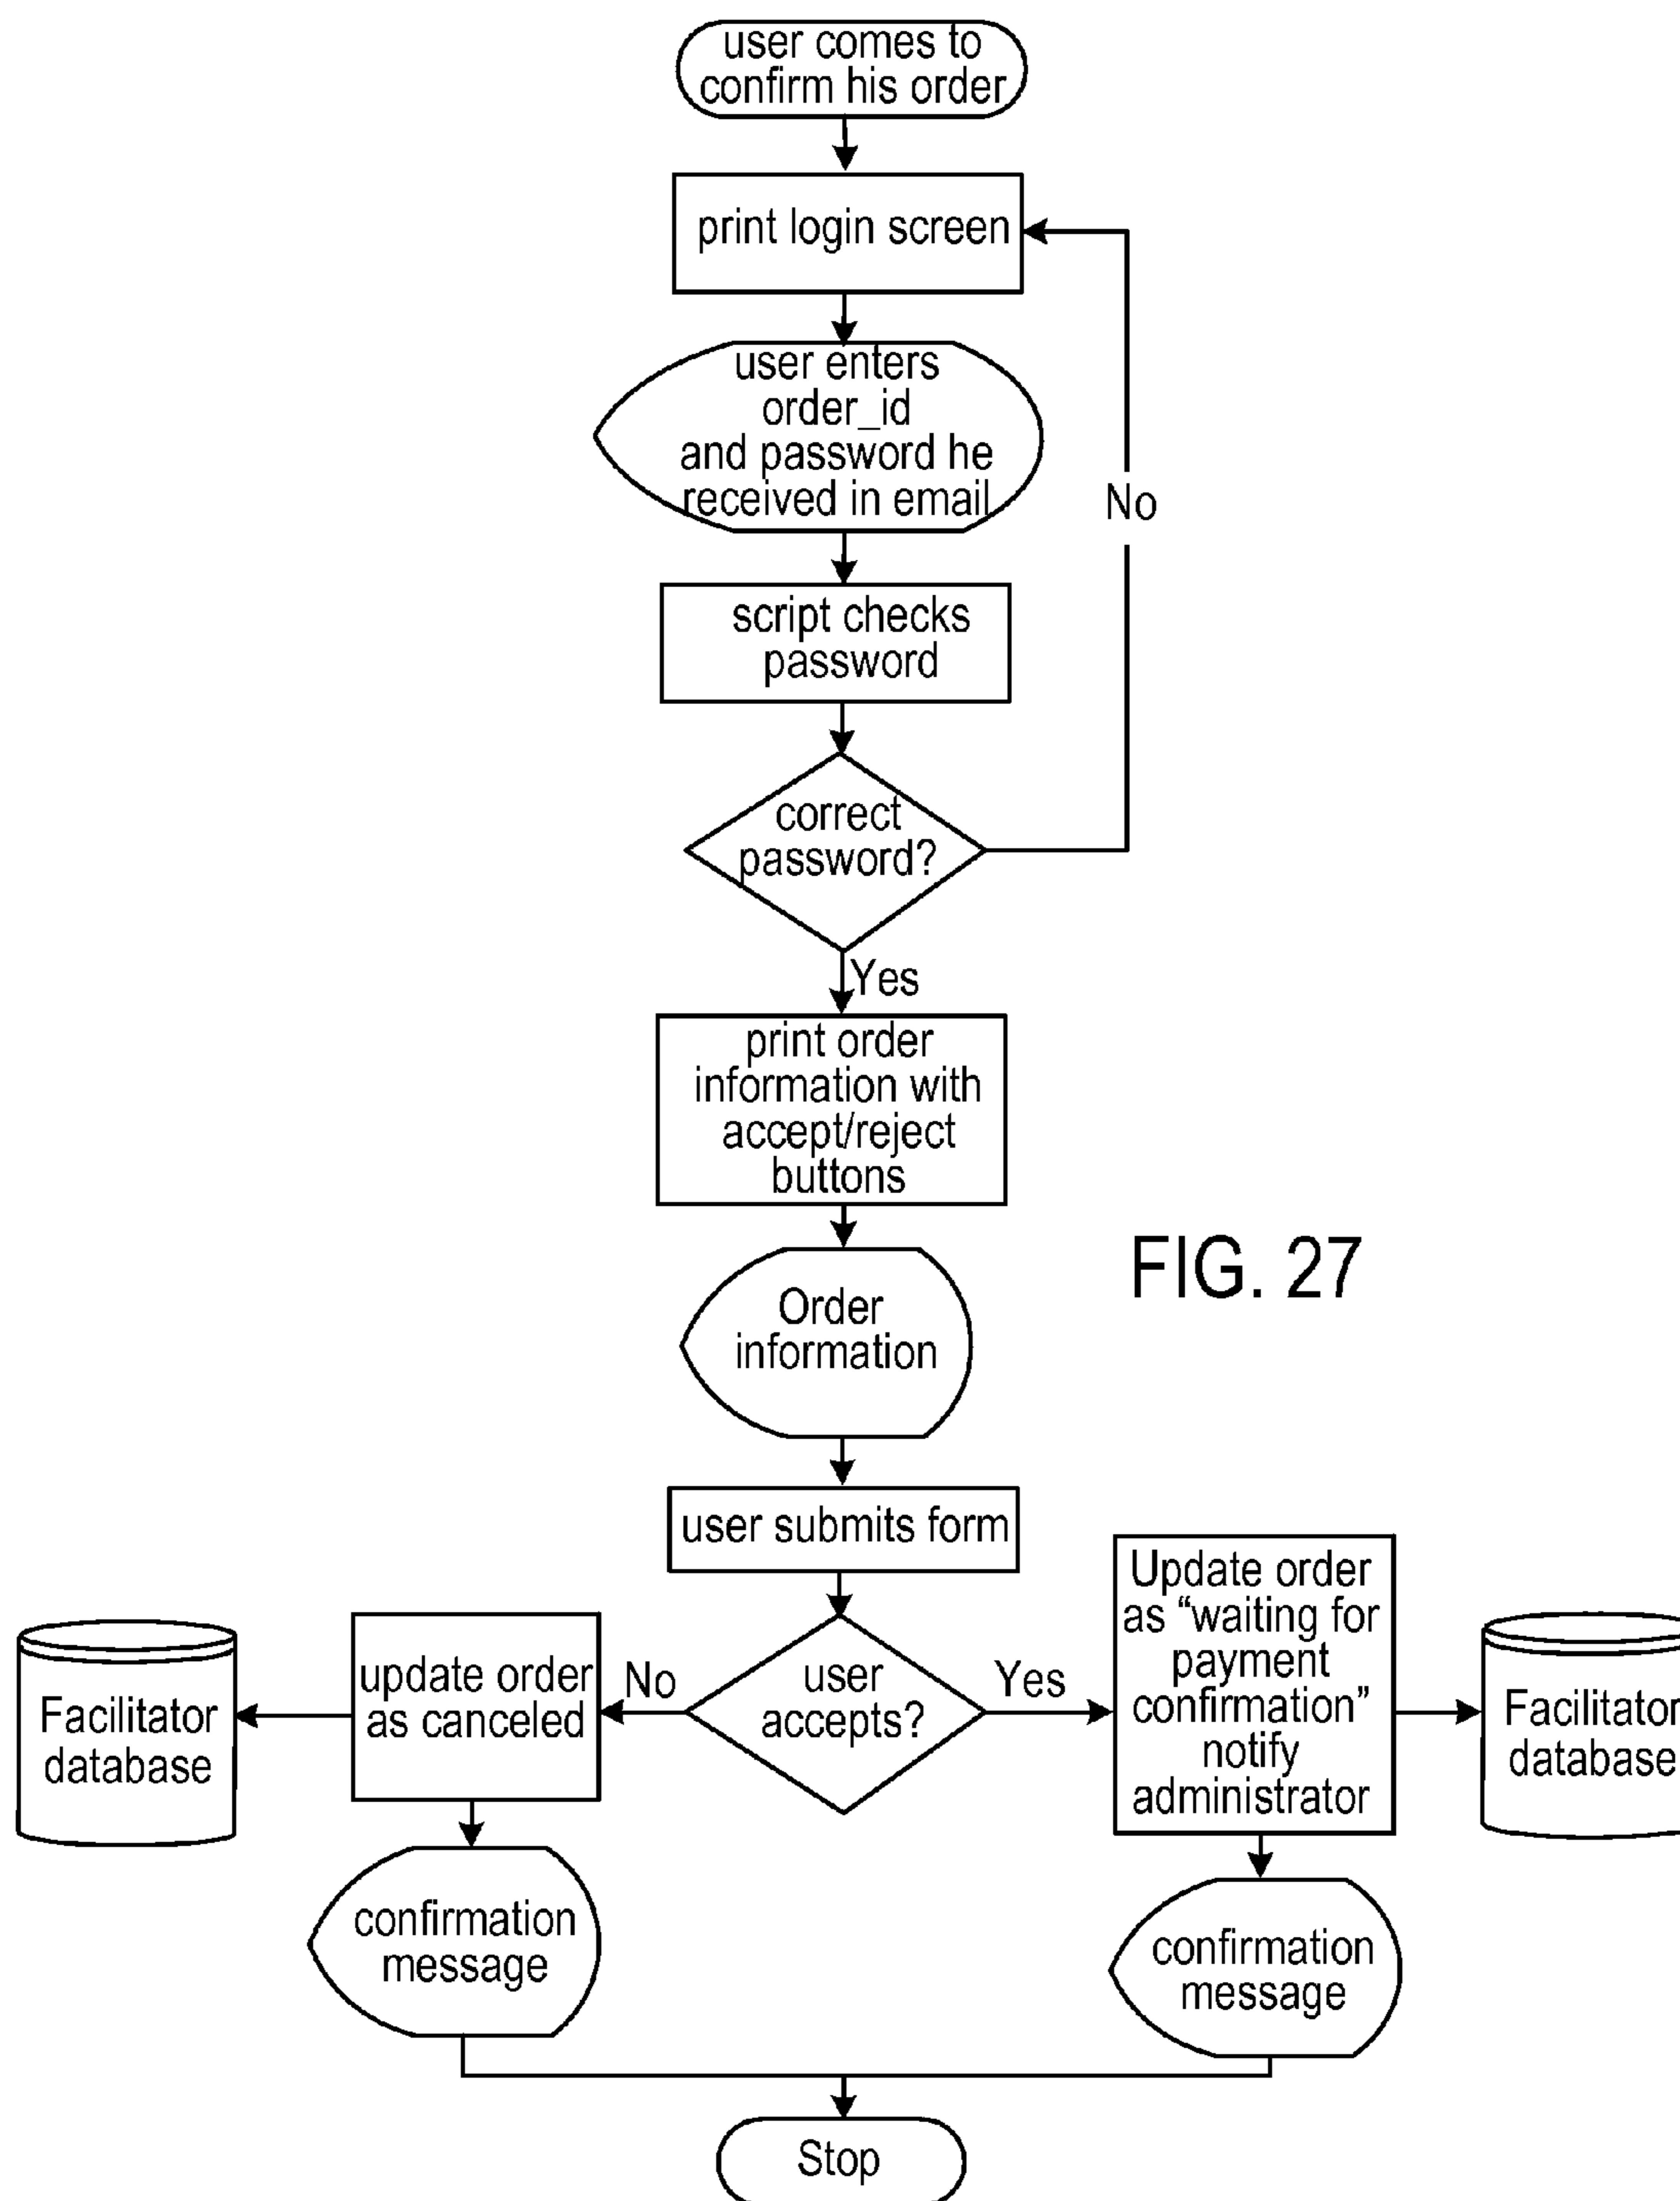 user comes to
confirm his order
print login screen
user enters
order_id
and password he
received in email
No
script checks
password
correct
password?
Yes
print order
information with
accept/reject
buttons
FIG. 27
Order
information
user submits form
Facilitator
database
update order
as canceled
No
user
accepts?
Yes
Update order
as “waiting for
payment
confirmation”
notify
administrator
Facilitator
database
confirmation
message
confirmation
message
Stop